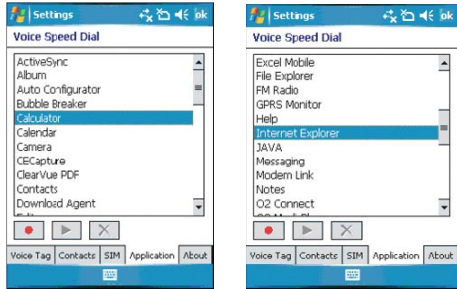 Settings
ok
Voice Speed Dial
ActiveSync
Album
Auto Configurator
Bubble Breaker
Calculator
Calendar
Camera
CECapture
ClearVue PDF
Contacts
Download Agent
Voice Tag Contacts SIM Application About
Settings
ok
Voice Speed Dial
Excel Mobile
File Explorer
FM Radio
GPRS Monitor
Help
Internet Explorer
JAVA
Messaging
Modem Link
Notes
O2 Connect
Voice Tag Contacts SIM Application About